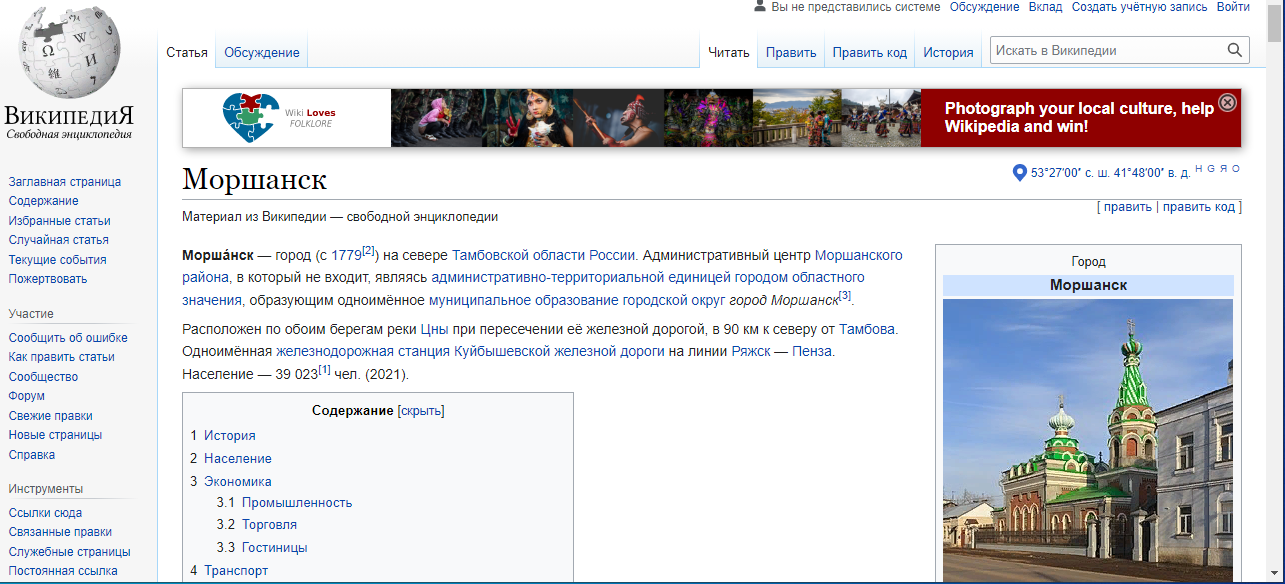 Вы не представились системе Обсуждение Вклад Создать учётную запись Войти
Статья Обсуждение Читать Править Править код История Искать в Википедии
ВикипедиЯ
Свободная энциклопедия
Заглавная страница
Содержание
Избранные статьи
Случайная статья
Текущие события
Пожертвовать
Участие
Сообщить об ошибке
Как править статьи
Сообщество
Форум
Свежие правки
Новые страницы
Справка
Инструменты
Ссылки сюда
Связанные правки
Служебные страницы
Постоянная ссылка
Wiki Loves
FOLKLORE
Photograph your local culture, help
Wikipedia and win!
Моршанск
53°27′00″ с. ш. 41°48′00″ в. д. H G Я O
[ править | править код ]
Материал из Википедии — свободной энциклопедии
Морша́нск — город (с 1779[2]) на севере Тамбовской области России. Административный центр Моршанского
района, в который не входит, являясь административно-территориальной единицей городом областного
значения, образующим одноимённое муниципальное образование городской округ город Моршанск[3].
Расположен по обоим берегам реки Цны при пересечении её железной дорогой, в 90 км к северу от Тамбова.
Одноимённая железнодорожная станция Куйбышевской железной дороги на линии Ряжск — Пенза.
Население — 39 023[1] чел. (2021).
Содержание [скрыть]
1 История
2 Население
3 Экономика
3.1 Промышленность
3.2 Торговля
3.3 Гостиницы
4 Транспорт
Город
Моршанск